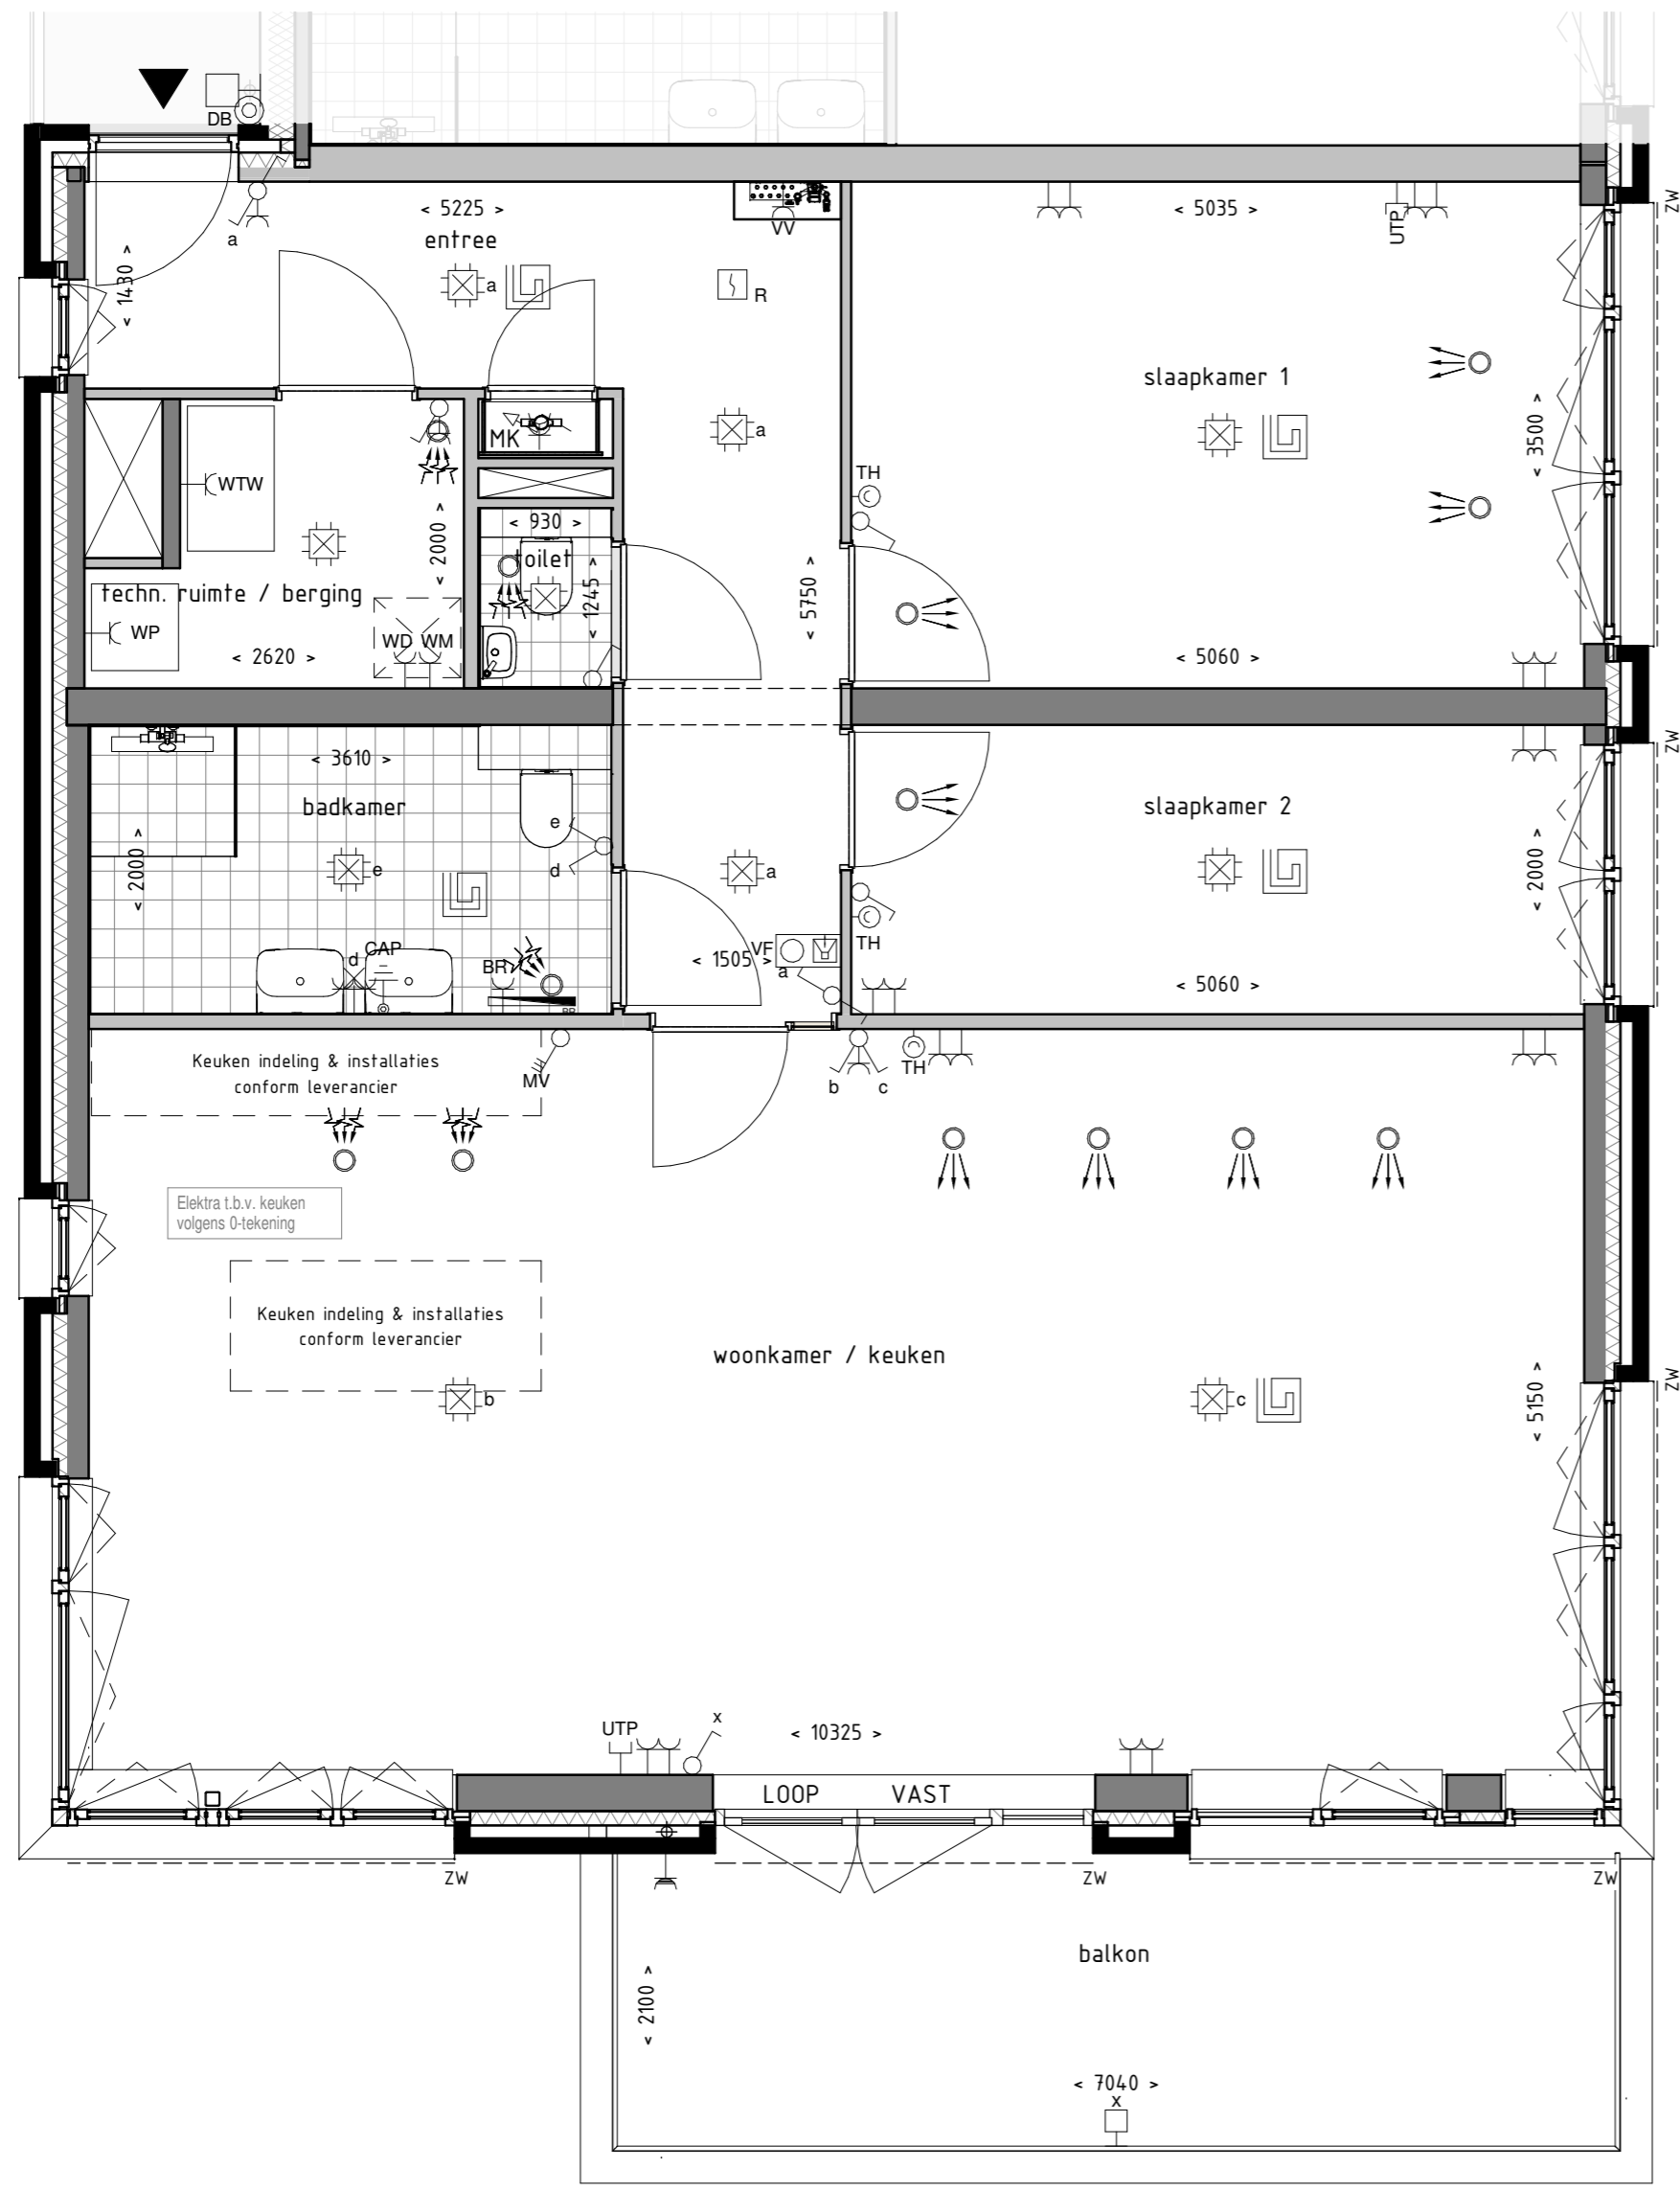 DB
ZW
< 5225 >
entree
a
< 1430 >
a
VV
R
< 5035 >
UTP
slaapkamer 1
< 3500 >
MK
a
TH
WTW
< 2000 >
< 930 >
toilet
< 1245 >
< 5750 >
techn. ruimte / berging
WP
WD WM
< 2620 >
< 5060 >
ZW
< 3610 >
badkamer
e
d
< 2000 >
e
a
slaapkamer 2
< 2000 >
d
CAP
BR
< 1505 >
VF
a
TH
< 5060 >
Keuken indeling & installaties
conform leverancier
MV
b
c
TH
Elektra t.b.v. keuken
volgens 0-tekening
Keuken indeling & installaties
conform leverancier
woonkamer / keuken
b
c
< 5150 >
ZW
UTP
x
< 10325 >
LOOP
VAST
ZW
ZW
ZW
balkon
< 2100 >
< 7040 >
x